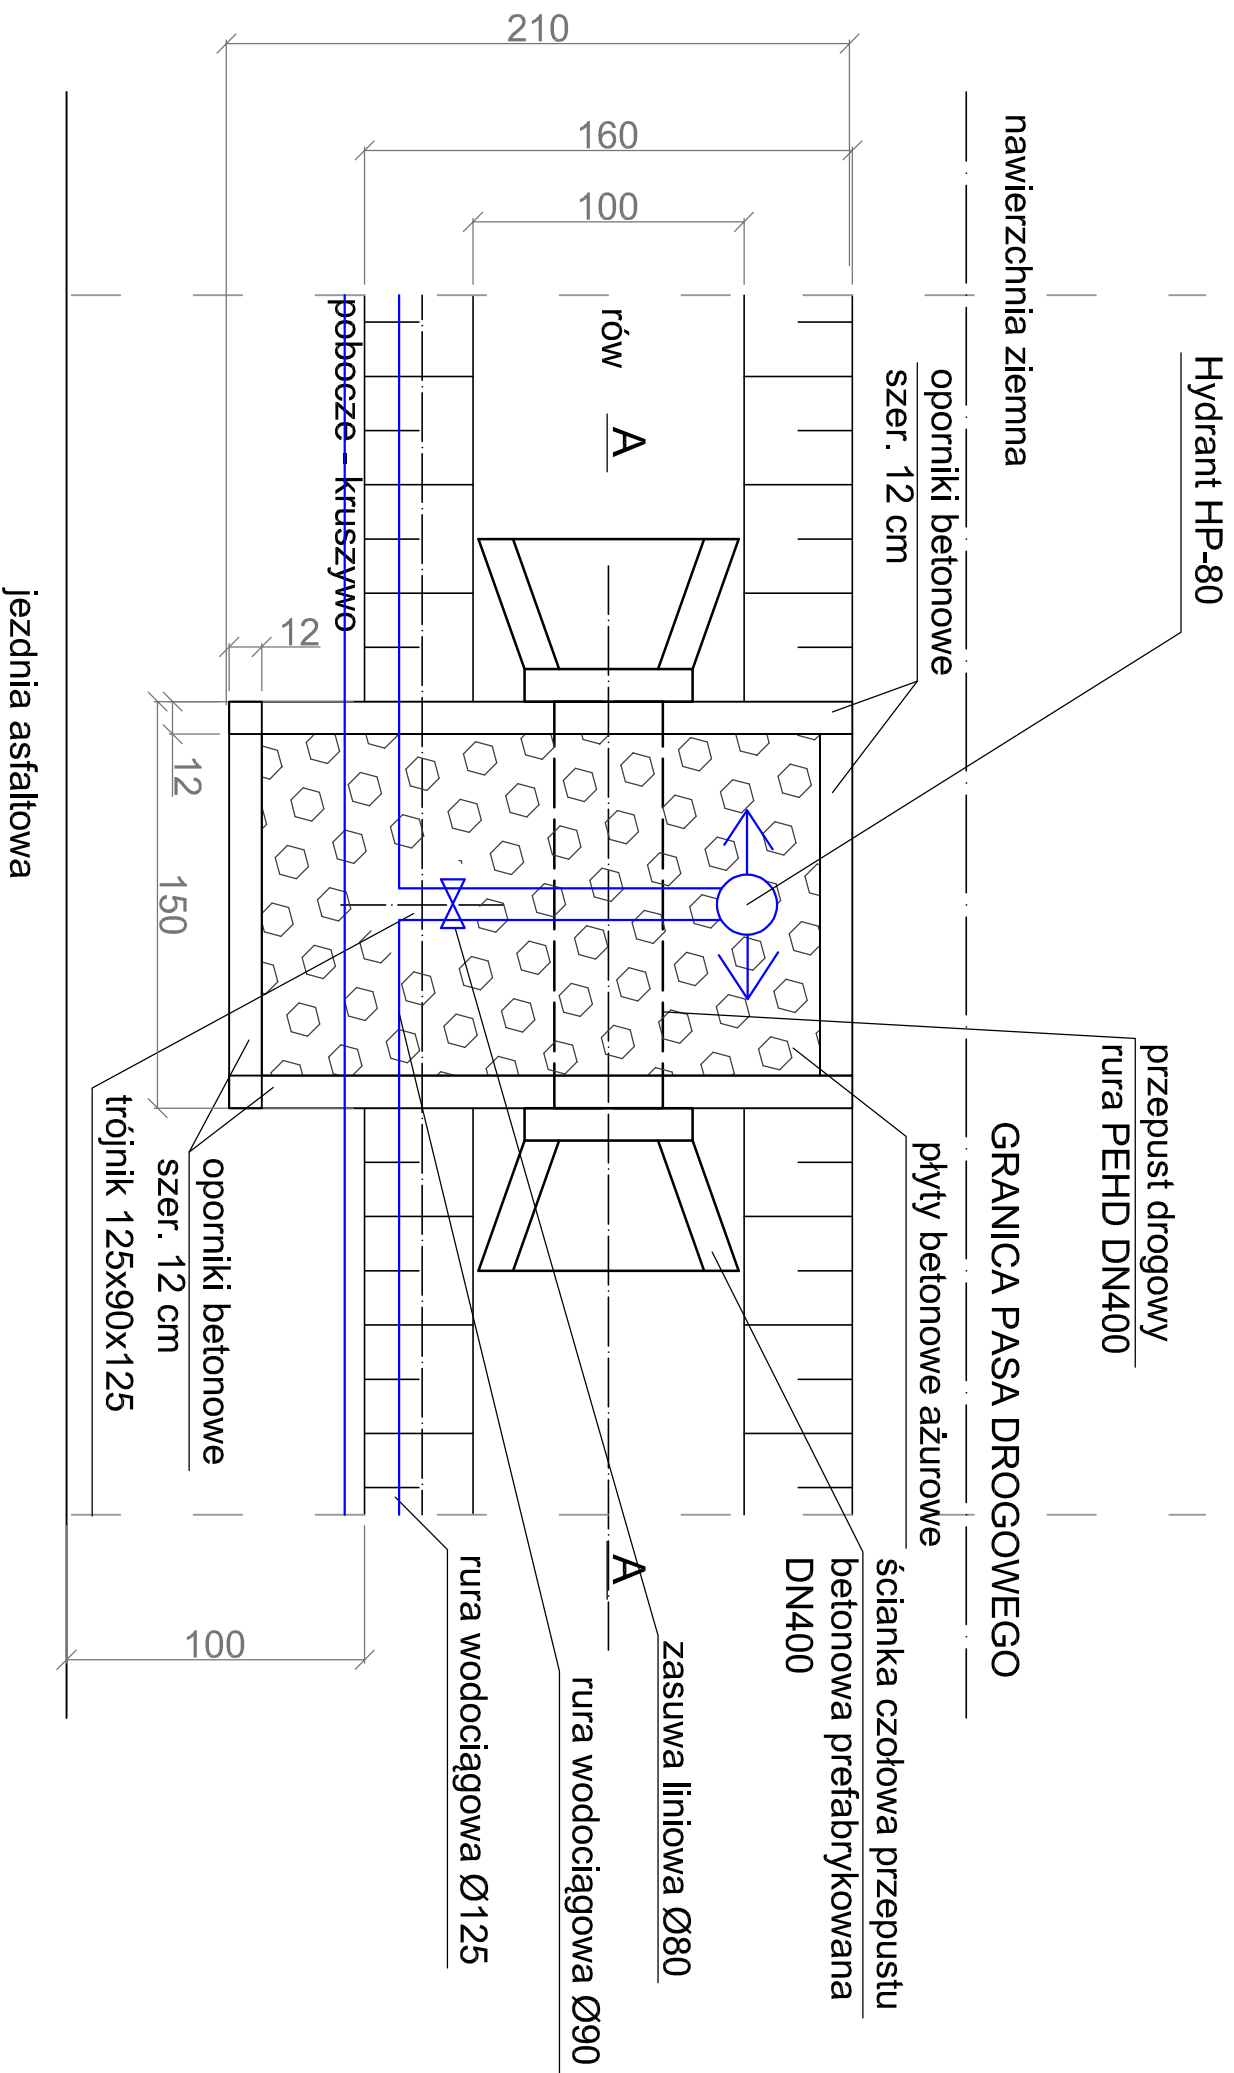 Hydrant HP-80
nawierzchnia ziemna
oporniki betonowe
szer. 12 cm
przepust drogowy
rura PEHD DN400
GRANICA PASA DROGOWEGO
płyty betonowe ażurowe
ścianka czołowa przepustu
betonowa prefabrykowana
DN400
rów
A
A
zasuwa liniowa Ø80
rura wodociągowa Ø90
rura wodociągowa Ø125
pobocze - kruszywo
oporniki betonowe
szer. 12 cm
trójnik 125x90x125
jezdnia asfaltowa
210
160
100
12
12
150
100